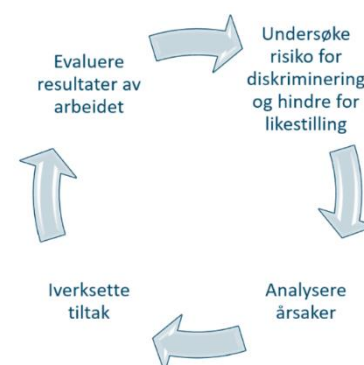 Undersøke
risiko for
diskriminering
og hindre for
likestilling
Analysere
årsaker
Iverksette
tiltak
Evaluere
resultater av
arbeidet